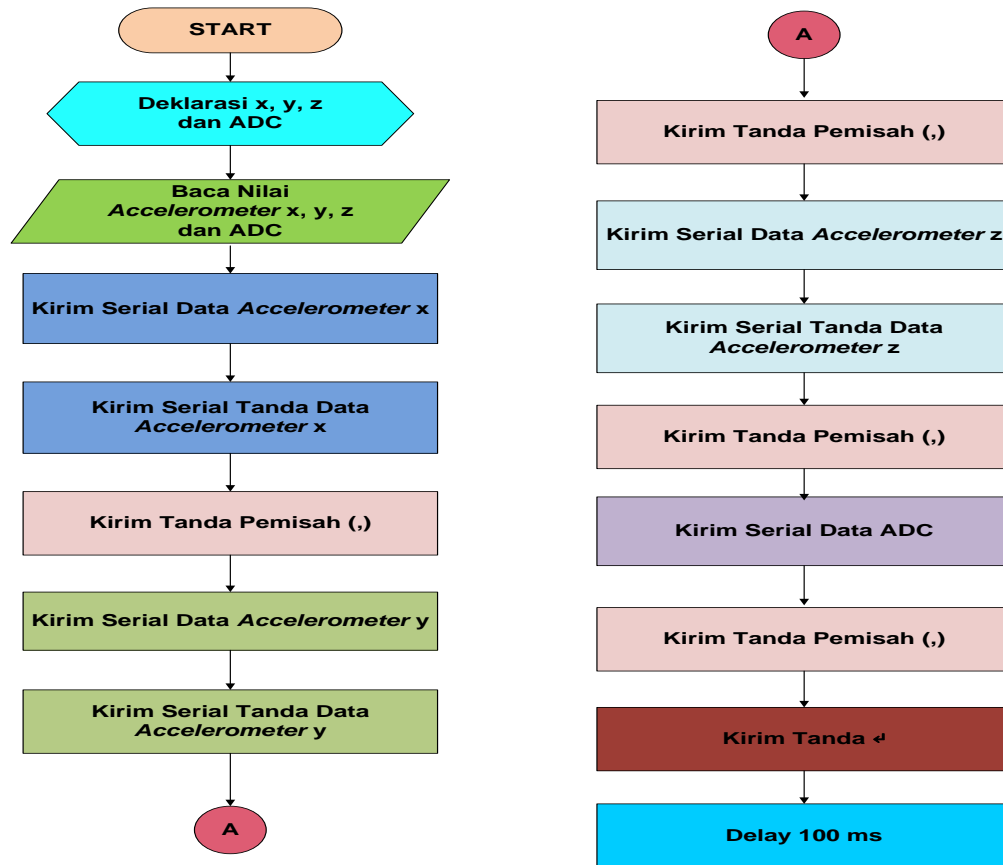 START
Deklarasi x, y, z
dan ADC
Baca Nilai
Accelerometer x, y, z
dan ADC
Kirim Serial Data Accelerometer x
Kirim Serial Tanda Data
Accelerometer x
Kirim Tanda Pemisah (,)
Kirim Serial Data Accelerometer y
Kirim Serial Tanda Data
Accelerometer y
A
A
Kirim Tanda Pemisah (,)
Kirim Serial Data Accelerometer z
Kirim Serial Tanda Data
Accelerometer z
Kirim Tanda Pemisah (,)
Kirim Serial Data ADC
Kirim Tanda Pemisah (,)
Kirim Tanda ↲
Delay 100 ms